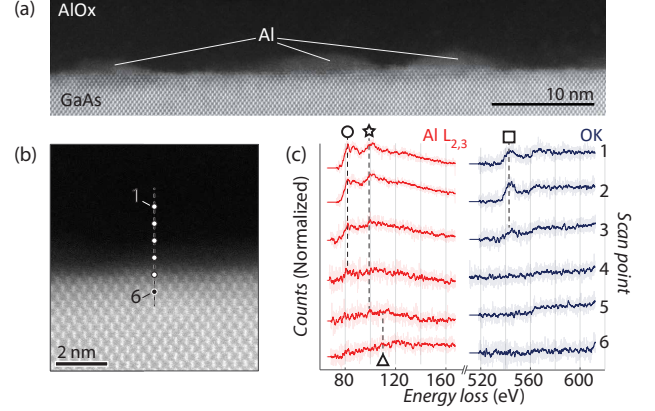 (a)
AlOx
Al
GaAs
10 nm
(b)
1
6
2 nm
(c)
Al L2,3
OK
Counts (Normalized)
1
2
3
4
5
6
Scan point
80 120 160 520 560 600
Energy loss (eV)